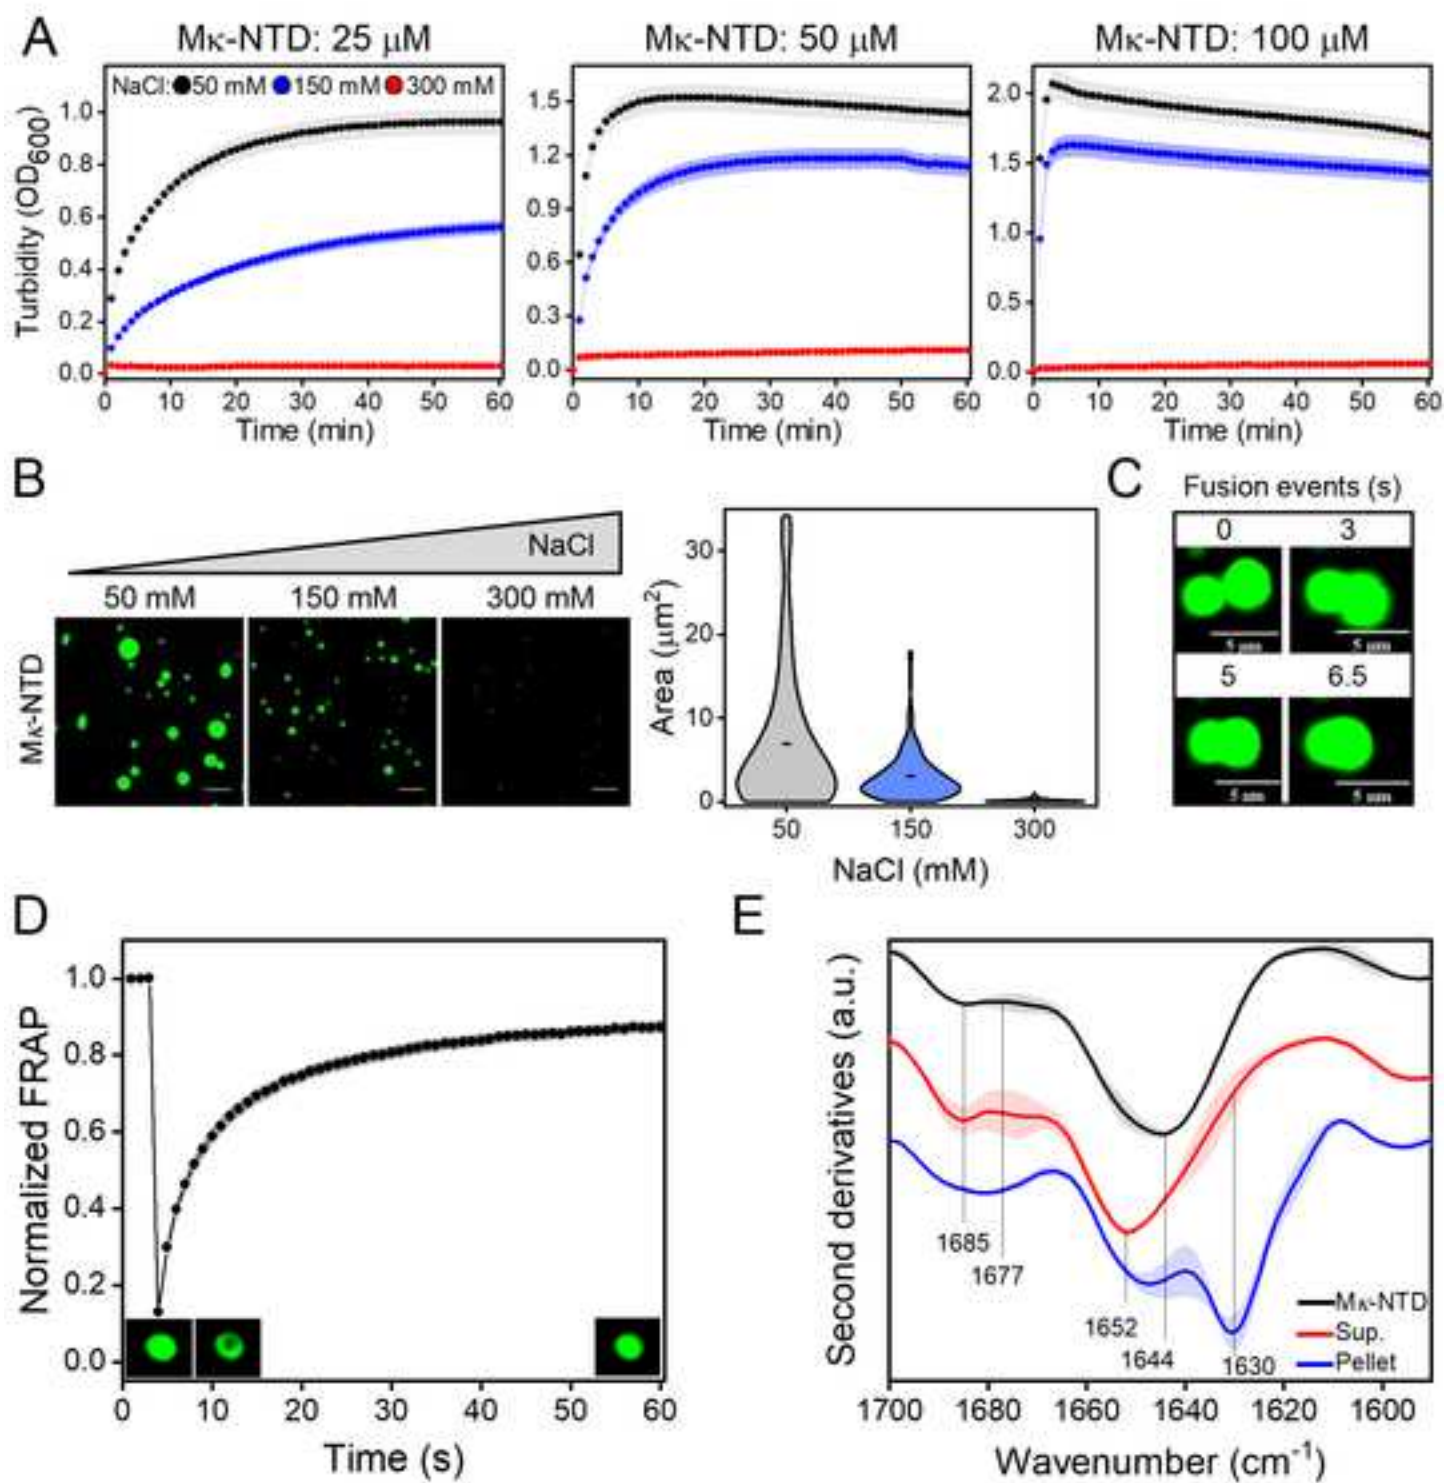 A
Mκ-NTD: 25 μM
Mκ-NTD: 50 μM
Mκ-NTD: 100 μM
NaCl: 50 mM 150 mM 300 mM
Turbidity (OD600)
1.0
0.8
0.6
0.4
0.2
0.0
0 10 20 30 40 50 60
Time (min)
1.5
1.2
0.9
0.6
0.3
0.0
0 10 20 30 40 50 60
Time (min)
2.0
1.5
1.0
0.5
0.0
0 10 20 30 40 50 60
Time (min)
B
NaCl
50 mM 150 mM 300 mM
Mκ-NTD
Area (μm2)
30
20
10
0
50 150 300
NaCl (mM)
C
Fusion events (s)
0 3
5 6.5
D
Normalized FRAP
1.0
0.8
0.6
0.4
0.2
0.0
0 10 20 30 40 50 60
Time (s)
E
Second derivatives (a.u.)
1685
1677
1652
1644
1630
Mκ-NTD
Sup.
Pellet
1700 1680 1660 1640 1620 1600
Wavenumber (cm-1)